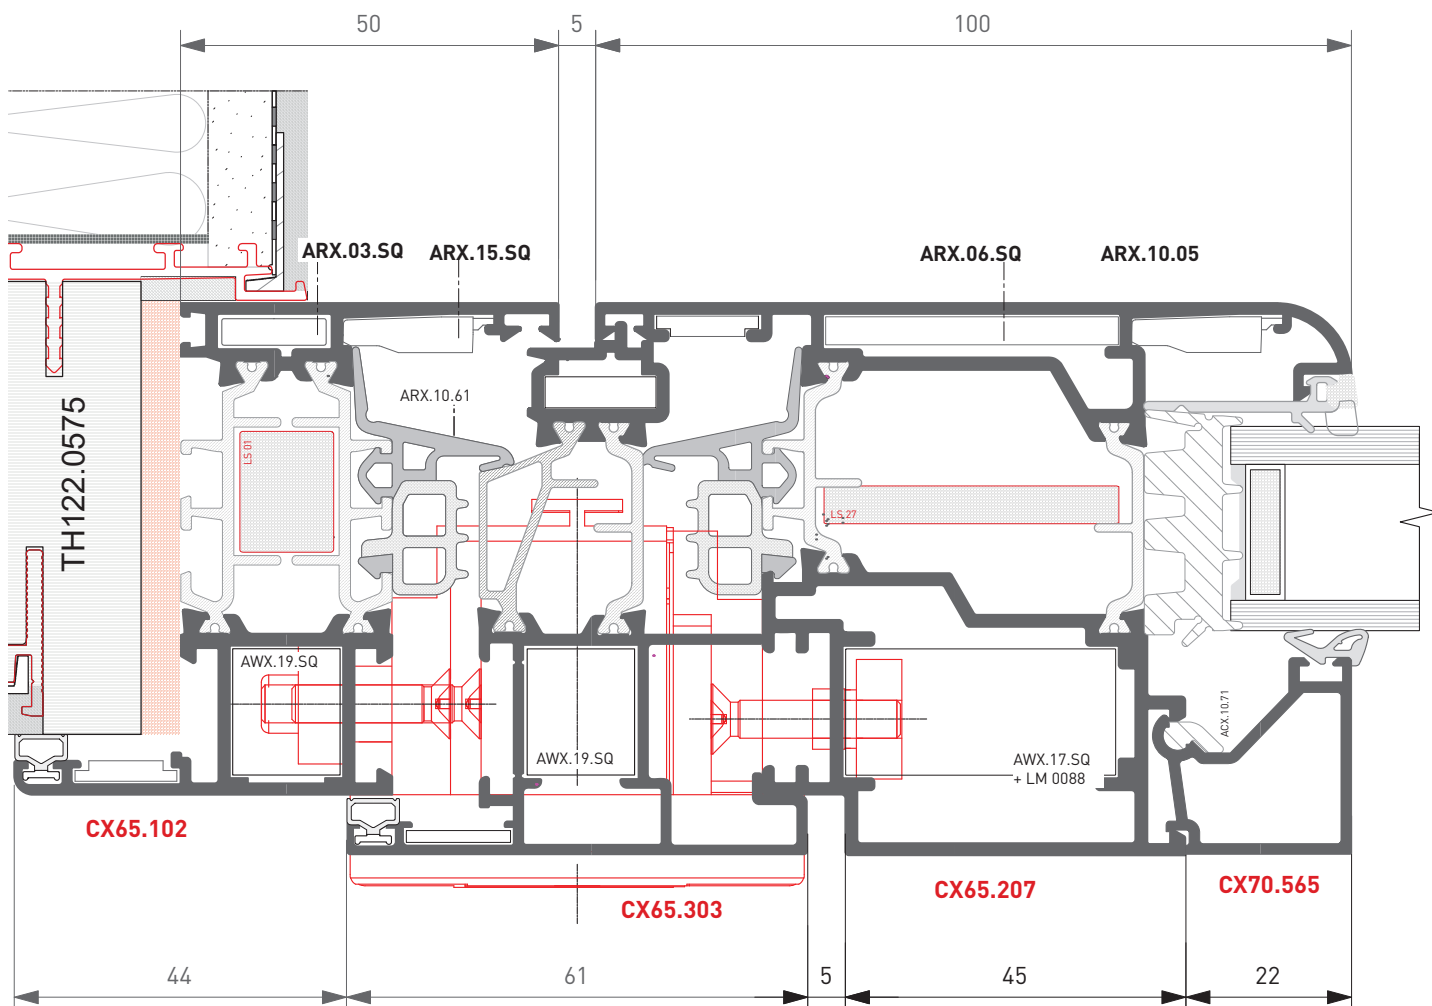 50
5
100
ARX.03.SQ
ARX.15.SQ
ARX.06.SQ
ARX.10.05
ARX.10.61
TH122.0575
LS 01
LS 27
AWX.19.SQ
AWX.19.SQ
AWX.17.SQ
+ LM 0088
ACX.10.71
CX65.102
CX65.303
CX65.207
CX70.565
44
61
5
45
22